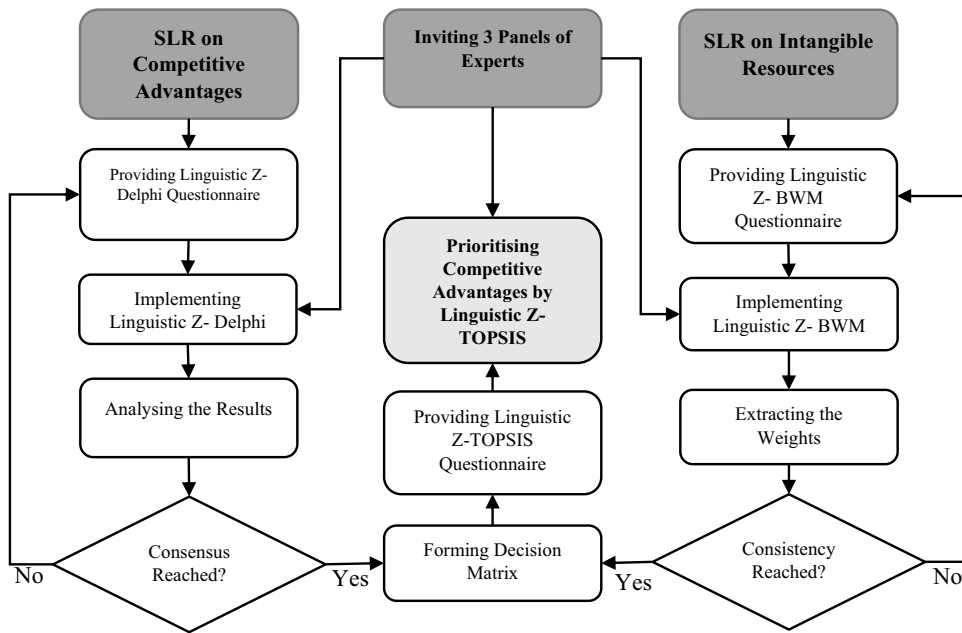 SLR on
Competitive
Advantages
Inviting 3 Panels of
Experts
SLR on Intangible
Resources
Providing Linguistic Z-
Delphi Questionnaire
Providing Linguistic
Z- BWM
Questionnaire
Prioritising
Competitive
Advantages by
Linguistic Z-
TOPSIS
Implementing
Linguistic Z- Delphi
Implementing
Linguistic Z- BWM
Analysing the Results
Providing Linguistic
Z-TOPSIS
Questionnaire
Extracting the
Weights
Consensus
Reached?
No
Yes
Forming Decision
Matrix
Yes
Consistency
Reached?
No